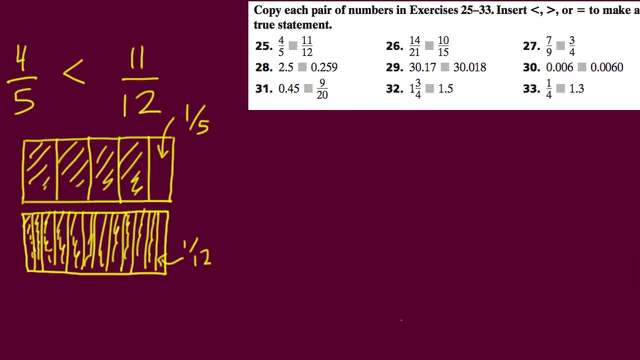 Copy each pair of numbers in Exercises 25–33. Insert <, >, or = to make a
true statement.
25. 4/5 ■ 11/12 26. 14/21 ■ 10/15 27. 7/9 ■ 3/4
28. 2.5 ■ 0.259 29. 30.17 ■ 30.018 30. 0.006 ■ 0.0060
31. 0.45 ■ 9/20 32. 1 3/4 ■ 1.5 33. 1/4 ■ 1.3
4/5 < 11/12
1/5
1/12